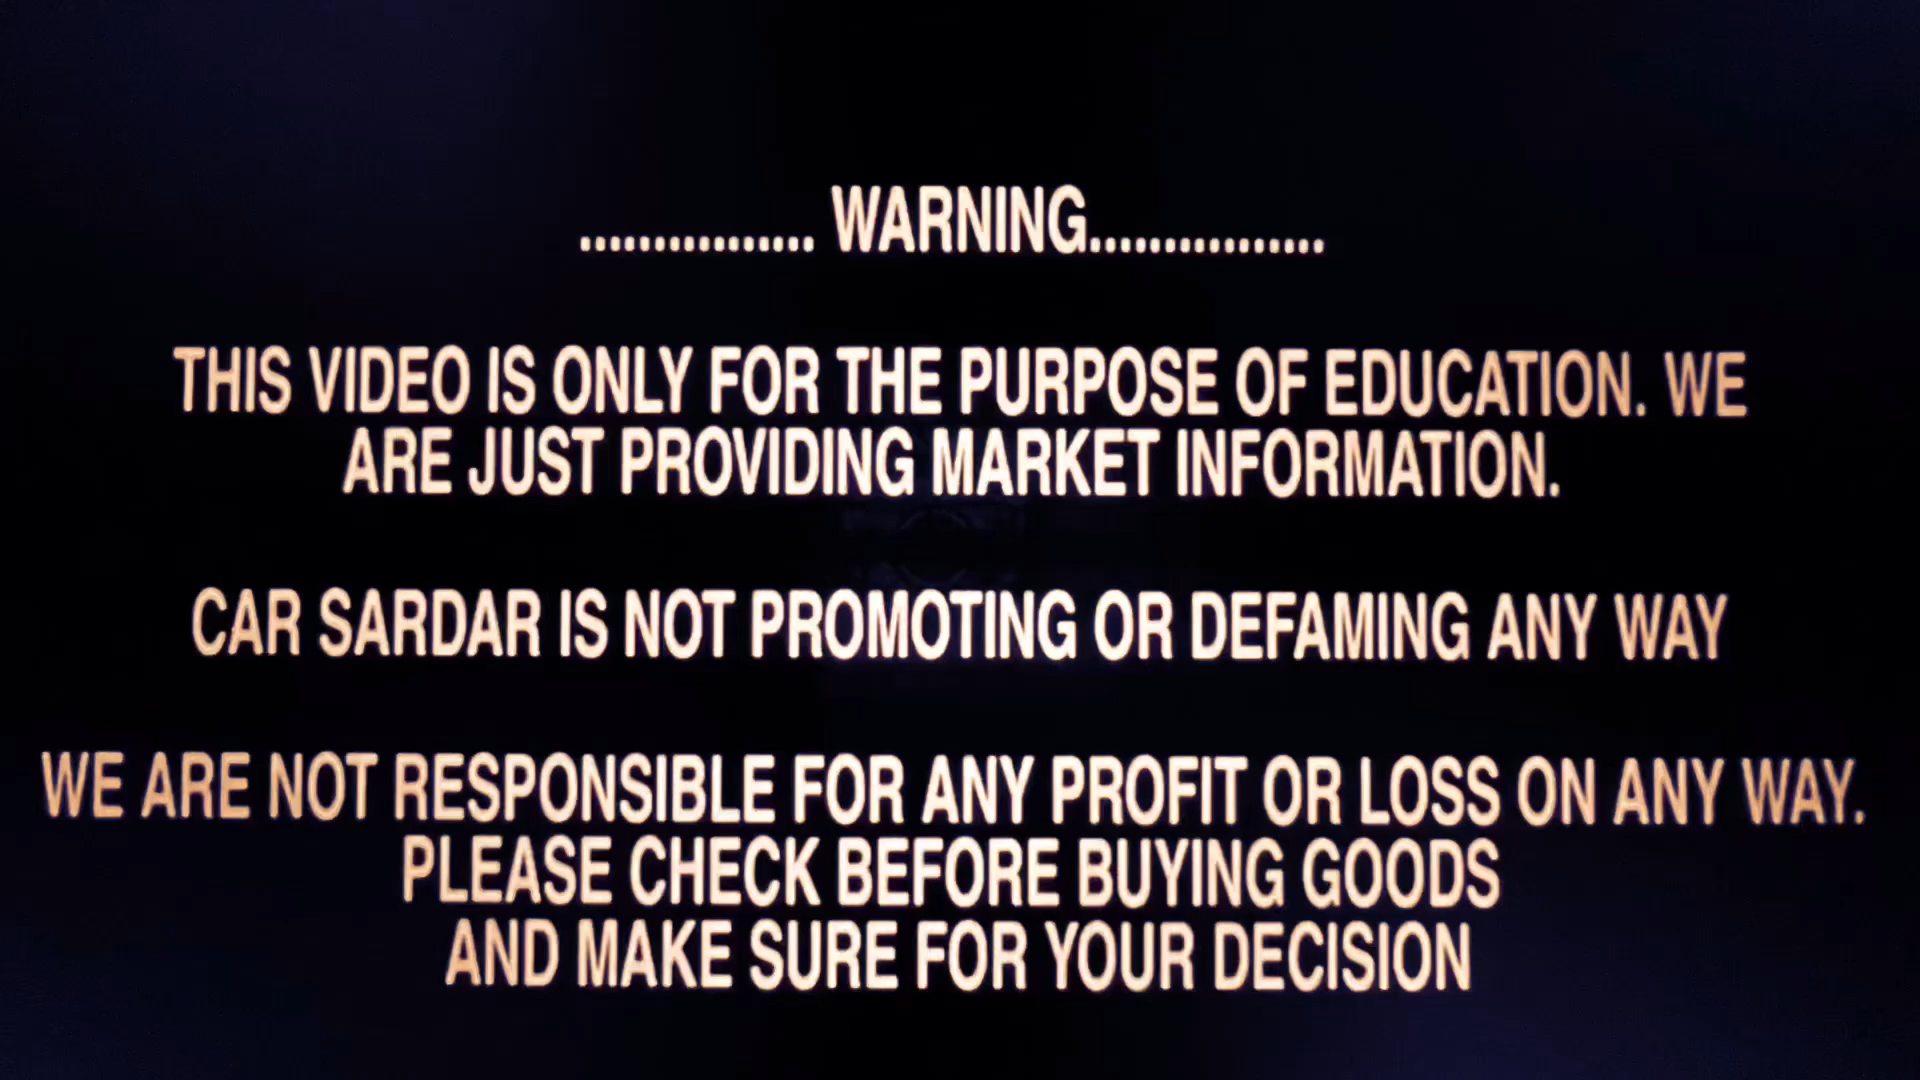 ................ WARNING................
THIS VIDEO IS ONLY FOR THE PURPOSE OF EDUCATION. WE
ARE JUST PROVIDING MARKET INFORMATION.
CAR SARDAR IS NOT PROMOTING OR DEFAMING ANY WAY
WE ARE NOT RESPONSIBLE FOR ANY PROFIT OR LOSS ON ANY WAY.
PLEASE CHECK BEFORE BUYING GOODS
AND MAKE SURE FOR YOUR DECISION